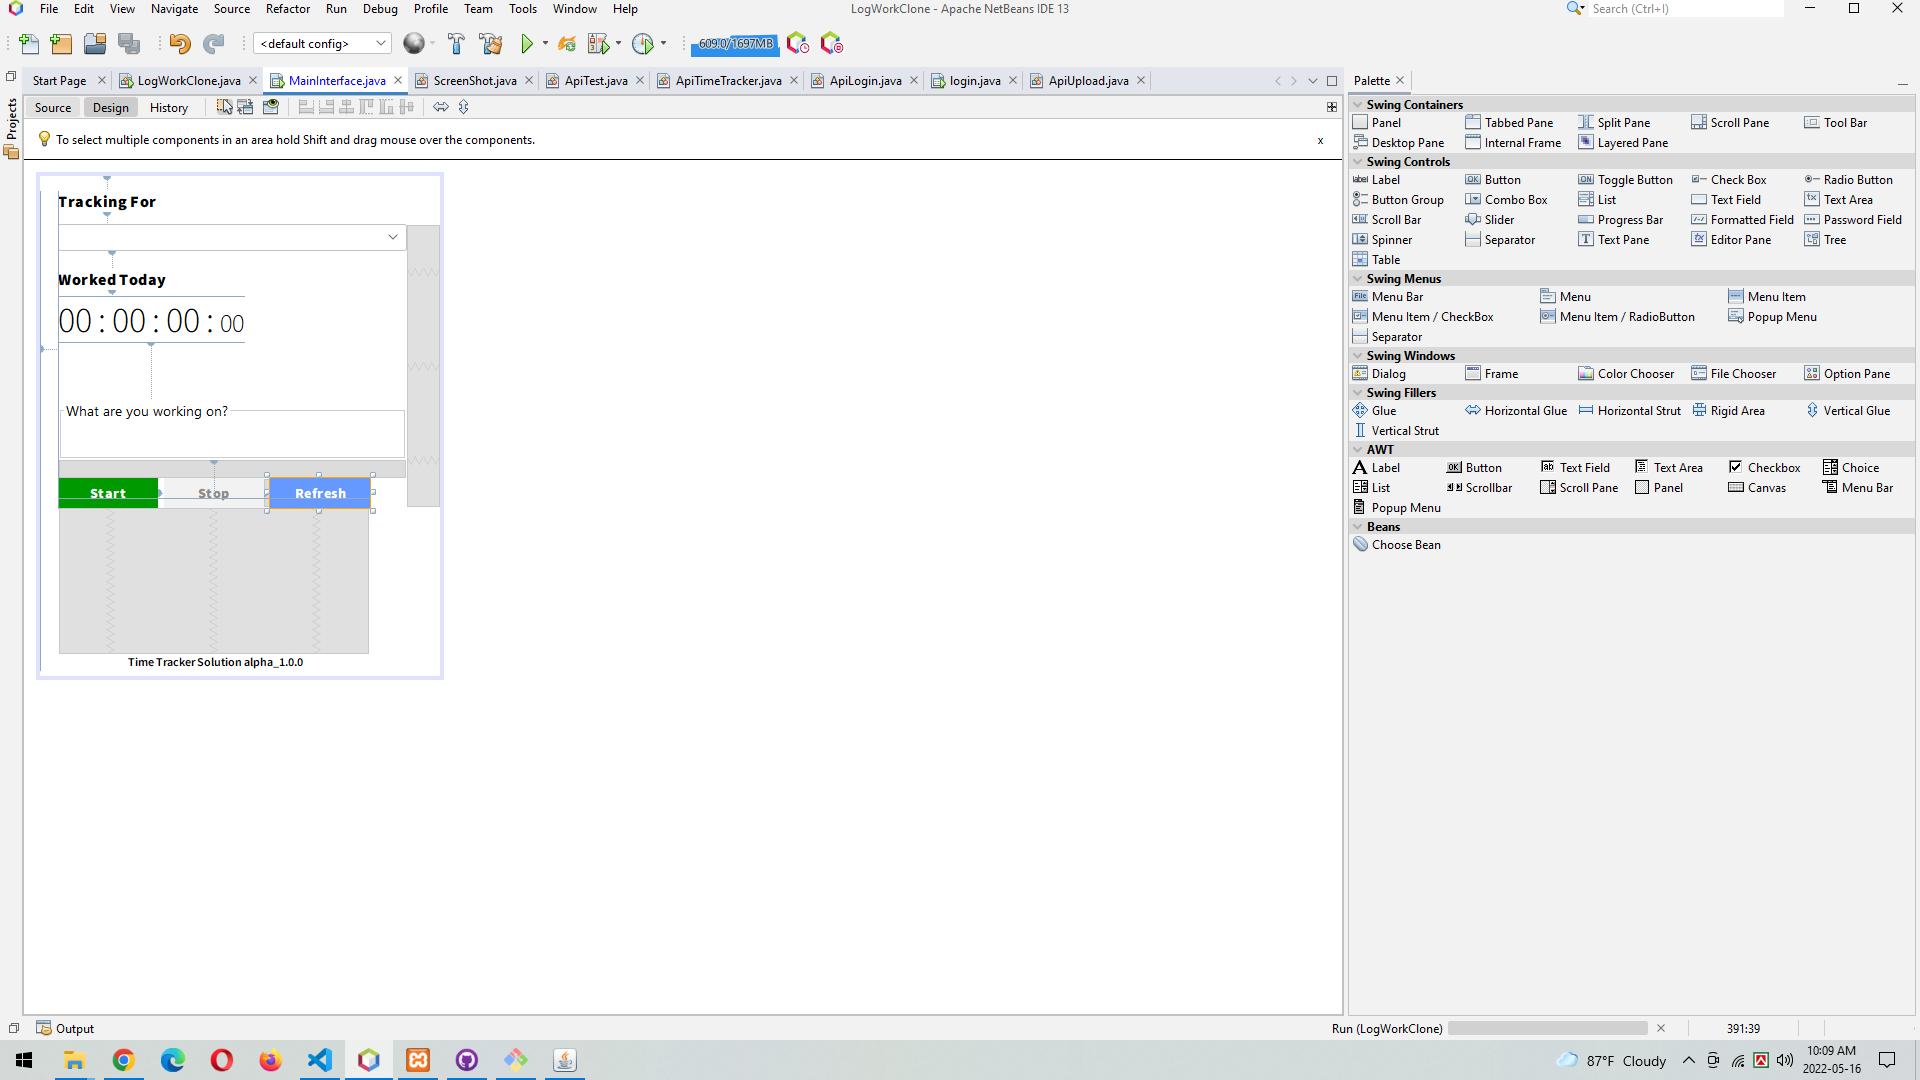 File Edit View Navigate Source Refactor Run Debug Profile Team Tools Window Help LogWorkClone - Apache NetBeans IDE 13 Search (Ctrl+I)
<default config> 609.0/1697MB
Start Page LogWorkClone.java MainInterface.java ScreenShot.java ApiTest.java ApiTimeTracker.java ApiLogin.java login.java ApiUpload.java Palette
Projects
Source Design History
To select multiple components in an area hold Shift and drag mouse over the components. x
Tracking For
Worked Today
00 : 00 : 00 : 00
What are you working on?
Start Stop Refresh
Time Tracker Solution alpha_1.0.0
Swing Containers
Panel Tabbed Pane Split Pane Scroll Pane Tool Bar
Desktop Pane Internal Frame Layered Pane
Swing Controls
label Label OK Button ON Toggle Button Check Box Radio Button
Button Group Combo Box List Text Field Text Area
Scroll Bar Slider Progress Bar Formatted Field Password Field
Spinner Separator Text Pane Editor Pane Tree
Table
Swing Menus
File Menu Bar Menu Menu Item
Menu Item / CheckBox Menu Item / RadioButton Popup Menu
Separator
Swing Windows
Dialog Frame Color Chooser File Chooser Option Pane
Swing Fillers
Glue Horizontal Glue Horizontal Strut Rigid Area Vertical Glue
Vertical Strut
AWT
A Label OK Button ab Text Field Text Area Checkbox Choice
List Scrollbar Scroll Pane Panel Canvas Menu Bar
Popup Menu
Beans
Choose Bean
Output Run (LogWorkClone) 391:39
87°F Cloudy 10:09 AM
2022-05-16